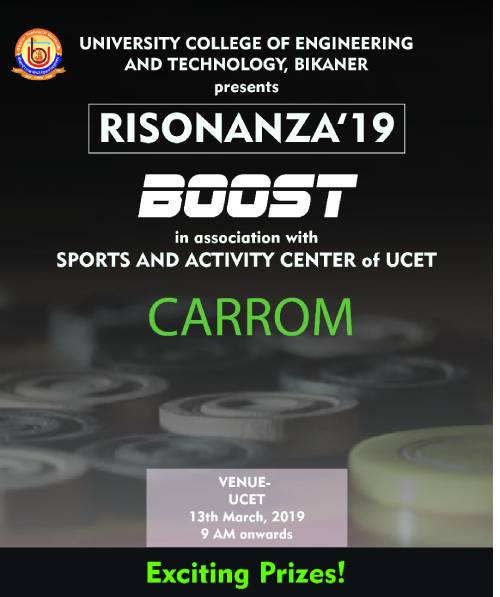 UNIVERSITY COLLEGE OF ENGINEERING
AND TECHNOLOGY, BIKANER
presents
RISONANZA‘19
BOOST
in association with
SPORTS AND ACTIVITY CENTER of UCET
CARROM
VENUE-
UCET
13th March, 2019
9 AM onwards
Exciting Prizes!